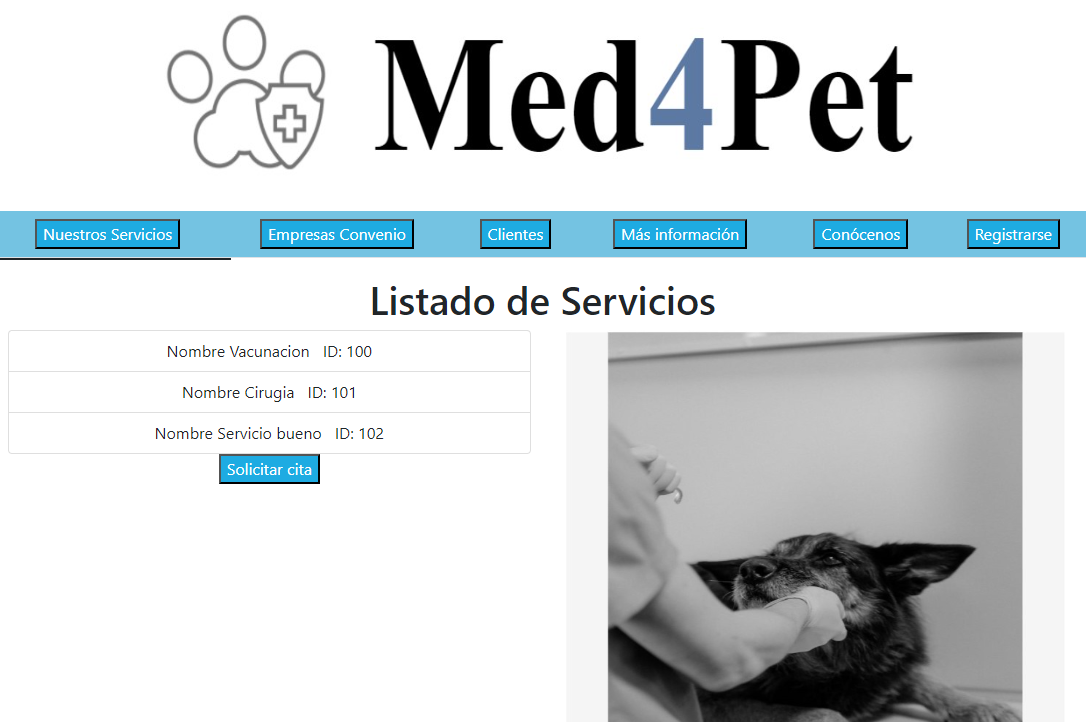 Med4Pet
Nuestros Servicios Empresas Convenio Clientes Más información Conócenos Registrarse
Listado de Servicios
Nombre Vacunacion ID: 100
Nombre Cirugia ID: 101
Nombre Servicio bueno ID: 102
Solicitar cita